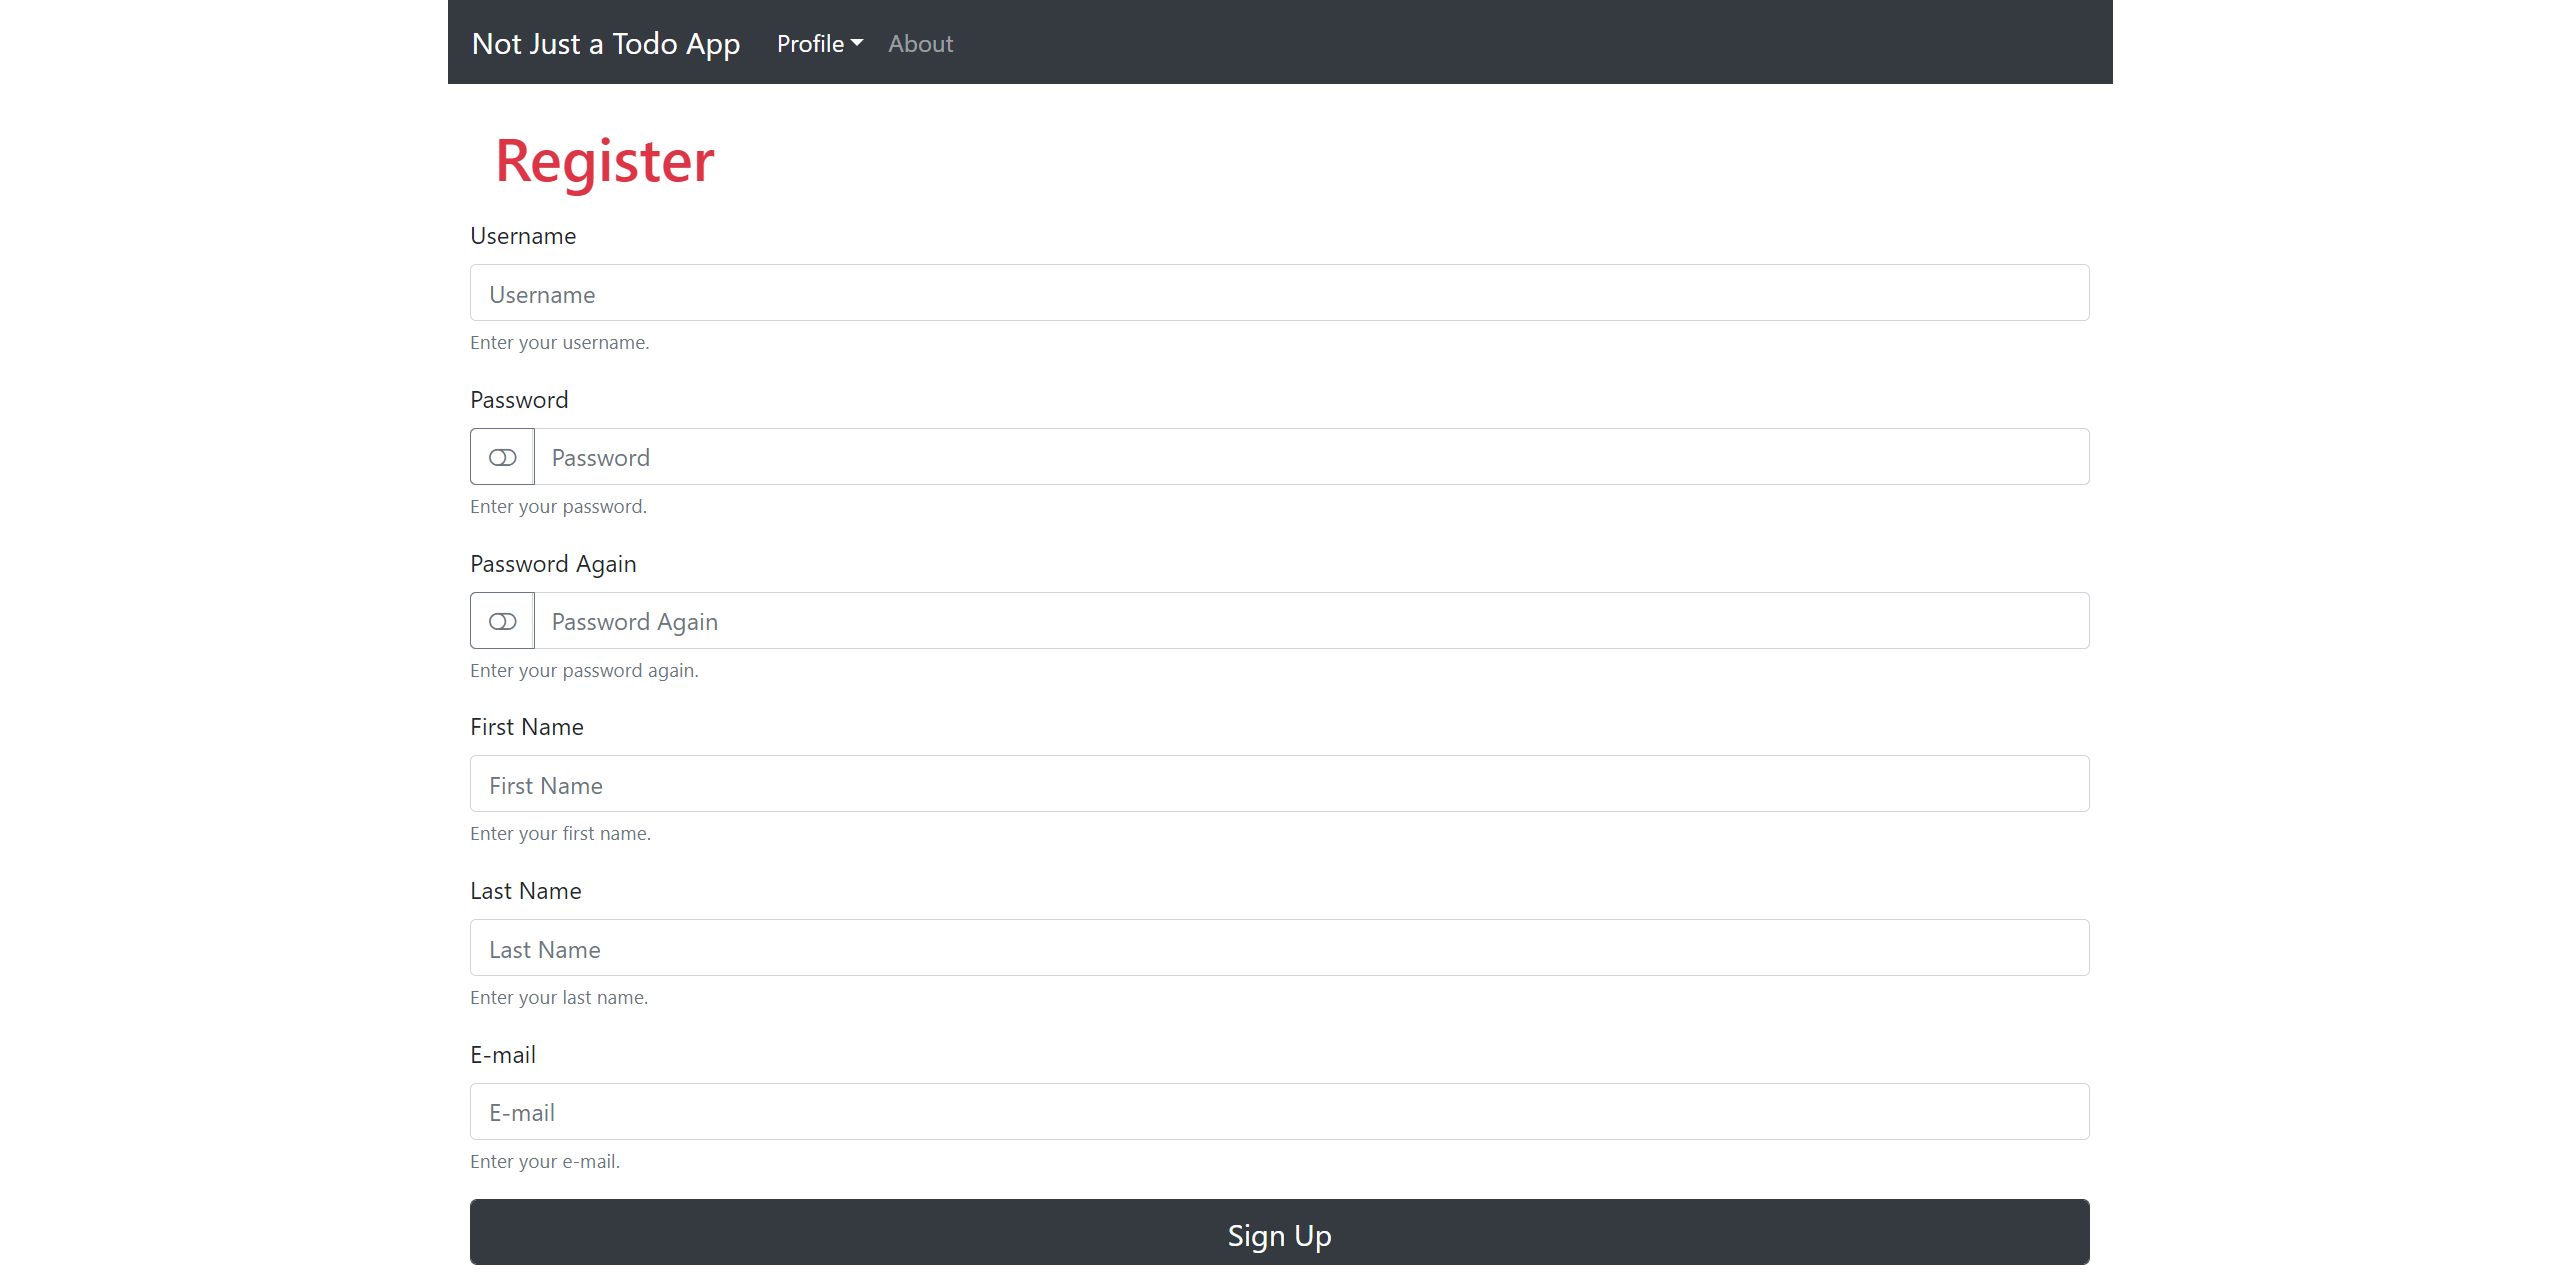 Not Just a Todo App Profile About
Register
Username
Username
Enter your username.
Password
Password
Enter your password.
Password Again
Password Again
Enter your password again.
First Name
First Name
Enter your first name.
Last Name
Last Name
Enter your last name.
E-mail
E-mail
Enter your e-mail.
Sign Up